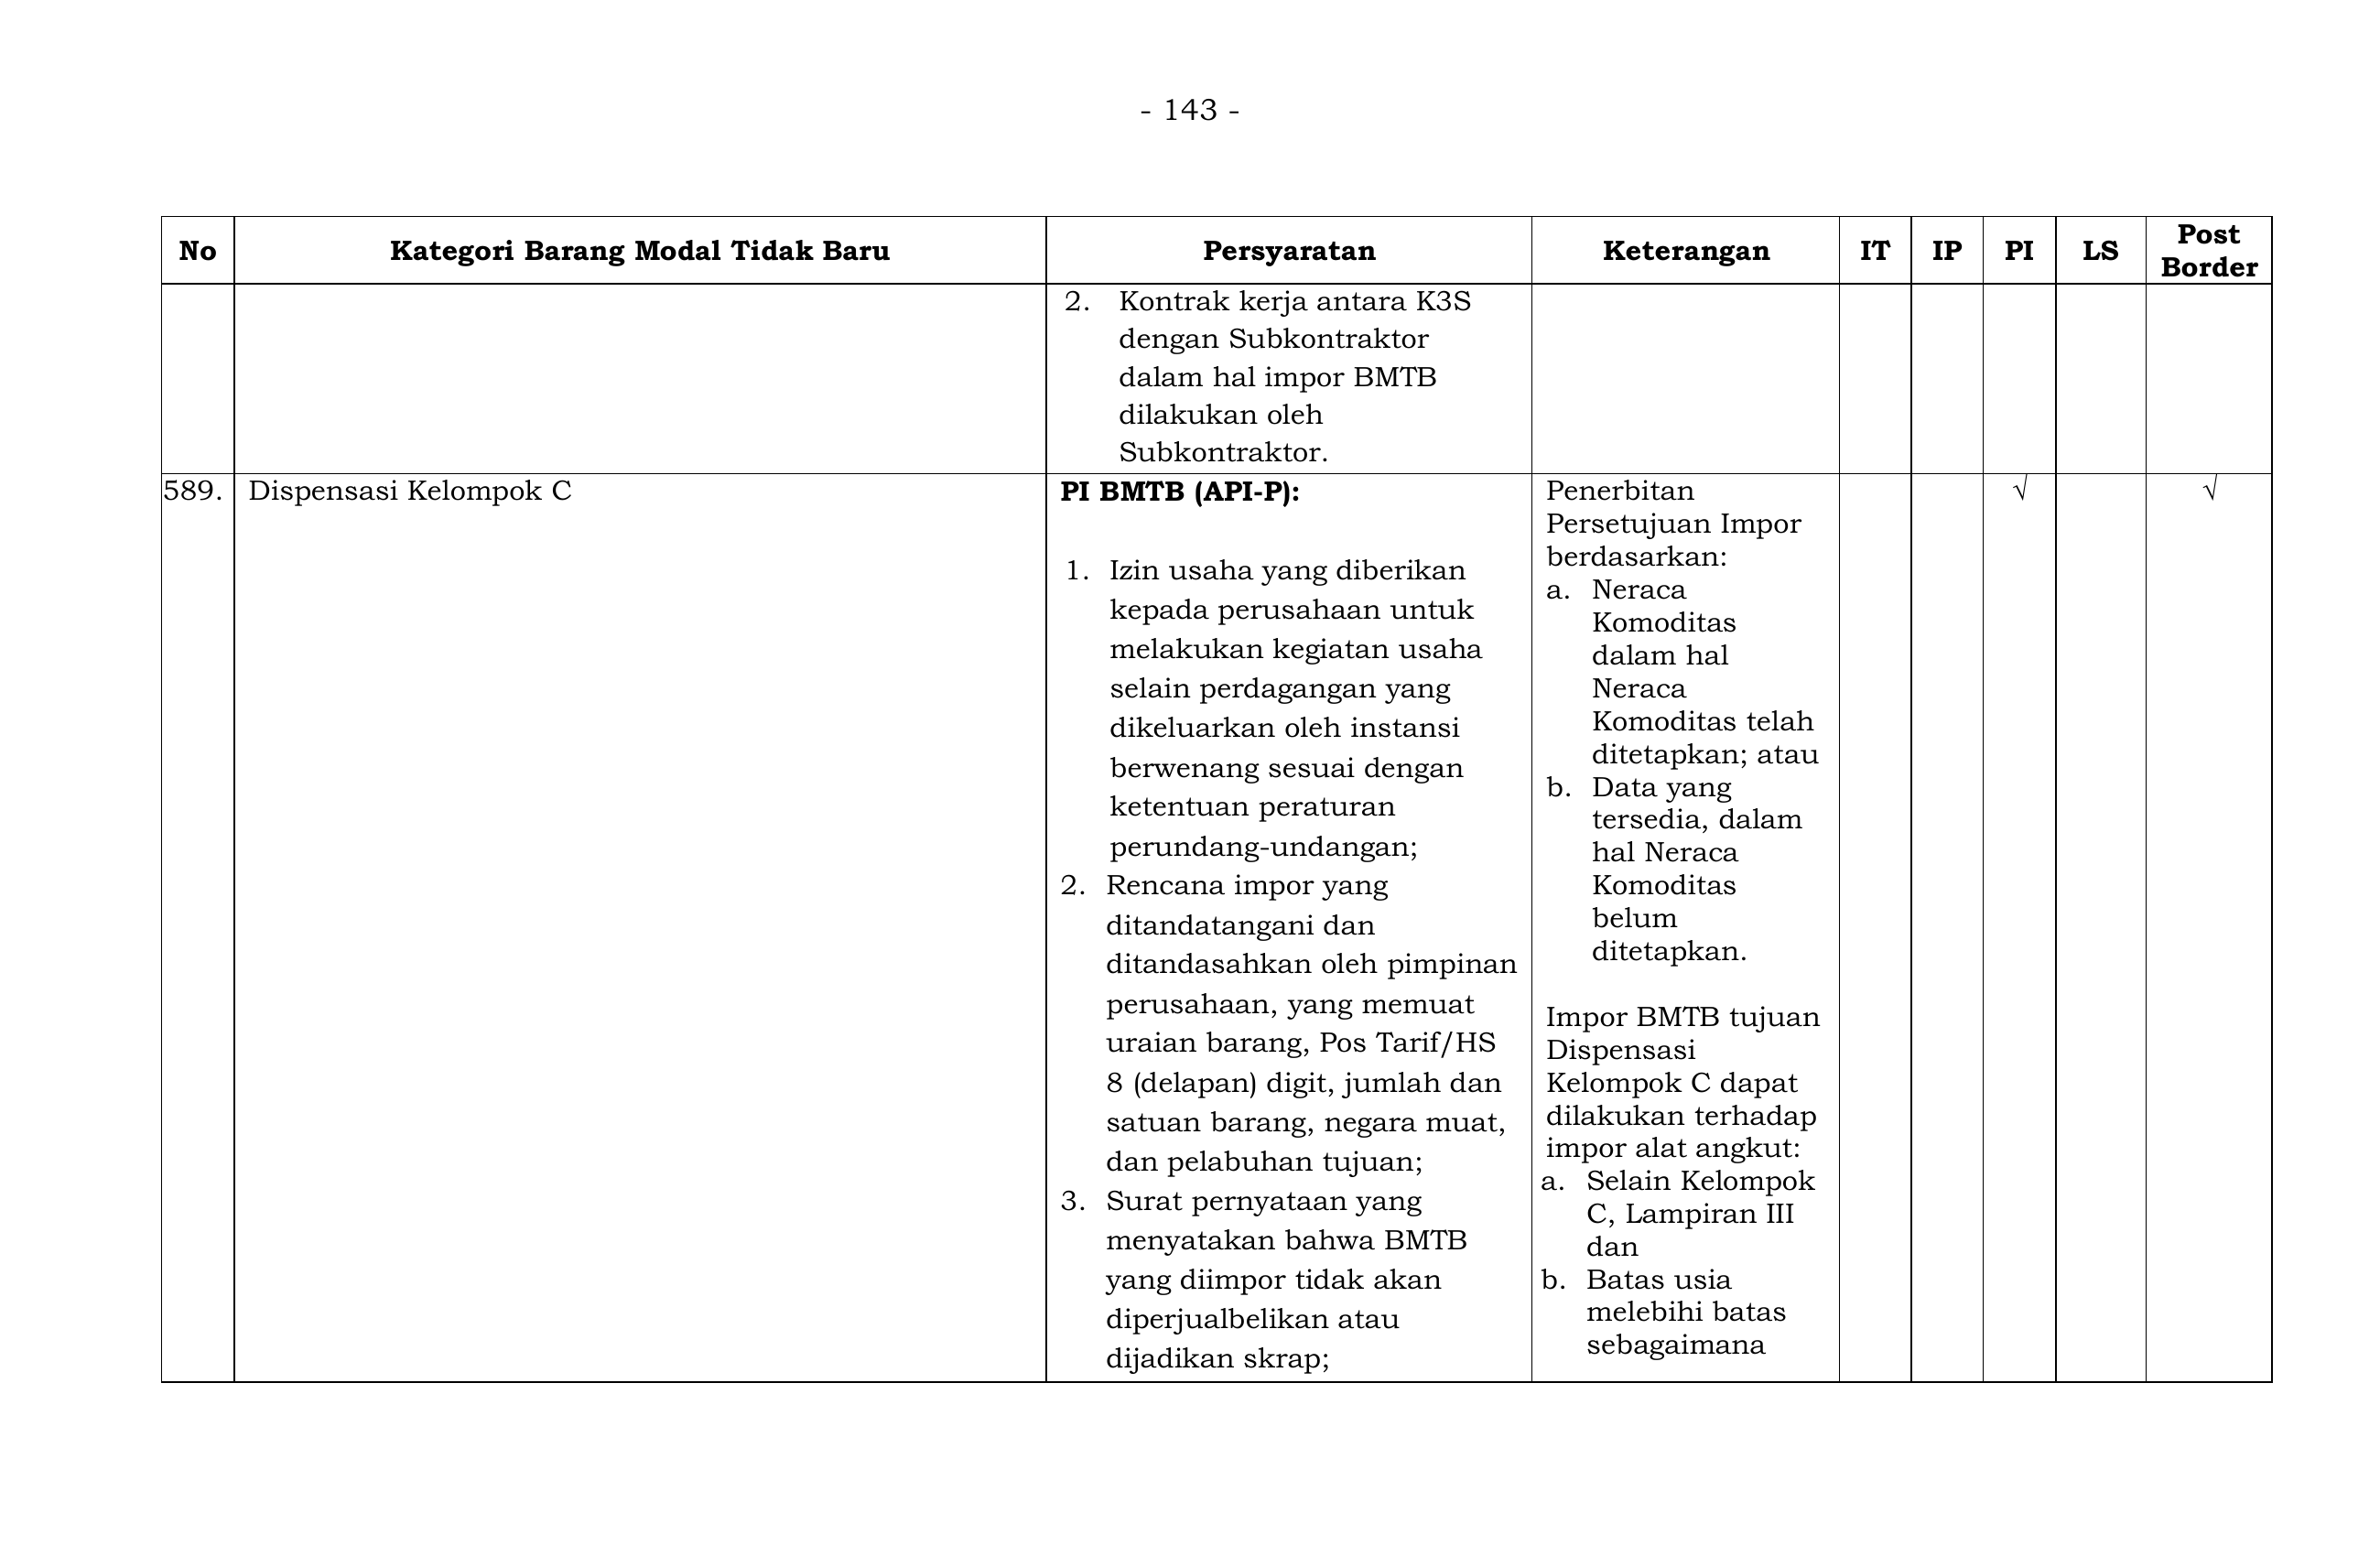 - 143 -
No Kategori Barang Modal Tidak Baru Persyaratan Keterangan IT IP PI LS Post Border
2. Kontrak kerja antara K3S
dengan Subkontraktor
dalam hal impor BMTB
dilakukan oleh
Subkontraktor.
589. Dispensasi Kelompok C
PI BMTB (API-P):
1. Izin usaha yang diberikan
kepada perusahaan untuk
melakukan kegiatan usaha
selain perdagangan yang
dikeluarkan oleh instansi
berwenang sesuai dengan
ketentuan peraturan
perundang-undangan;
2. Rencana impor yang
ditandatangani dan
ditandasahkan oleh pimpinan
perusahaan, yang memuat
uraian barang, Pos Tarif/HS
8 (delapan) digit, jumlah dan
satuan barang, negara muat,
dan pelabuhan tujuan;
3. Surat pernyataan yang
menyatakan bahwa BMTB
yang diimpor tidak akan
diperjualbelikan atau
dijadikan skrap;
Penerbitan
Persetujuan Impor
berdasarkan:
a. Neraca
Komoditas
dalam hal
Neraca
Komoditas telah
ditetapkan; atau
b. Data yang
tersedia, dalam
hal Neraca
Komoditas
belum
ditetapkan.
Impor BMTB tujuan
Dispensasi
Kelompok C dapat
dilakukan terhadap
impor alat angkut:
a. Selain Kelompok
C, Lampiran III
dan
b. Batas usia
melebihi batas
sebagaimana
√
√